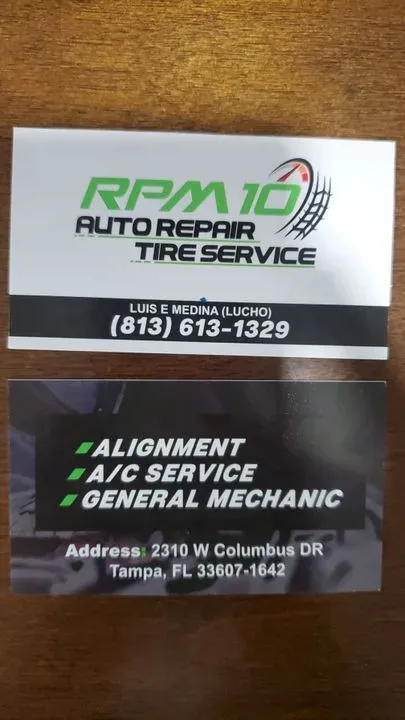 RPM 10
AUTO REPAIR
TIRE SERVICE
LUIS E MEDINA (LUCHO)
(813) 613-1329
ALIGNMENT
A/C SERVICE
GENERAL MECHANIC
Address: 2310 W Columbus DR
Tampa, FL 33607-1642